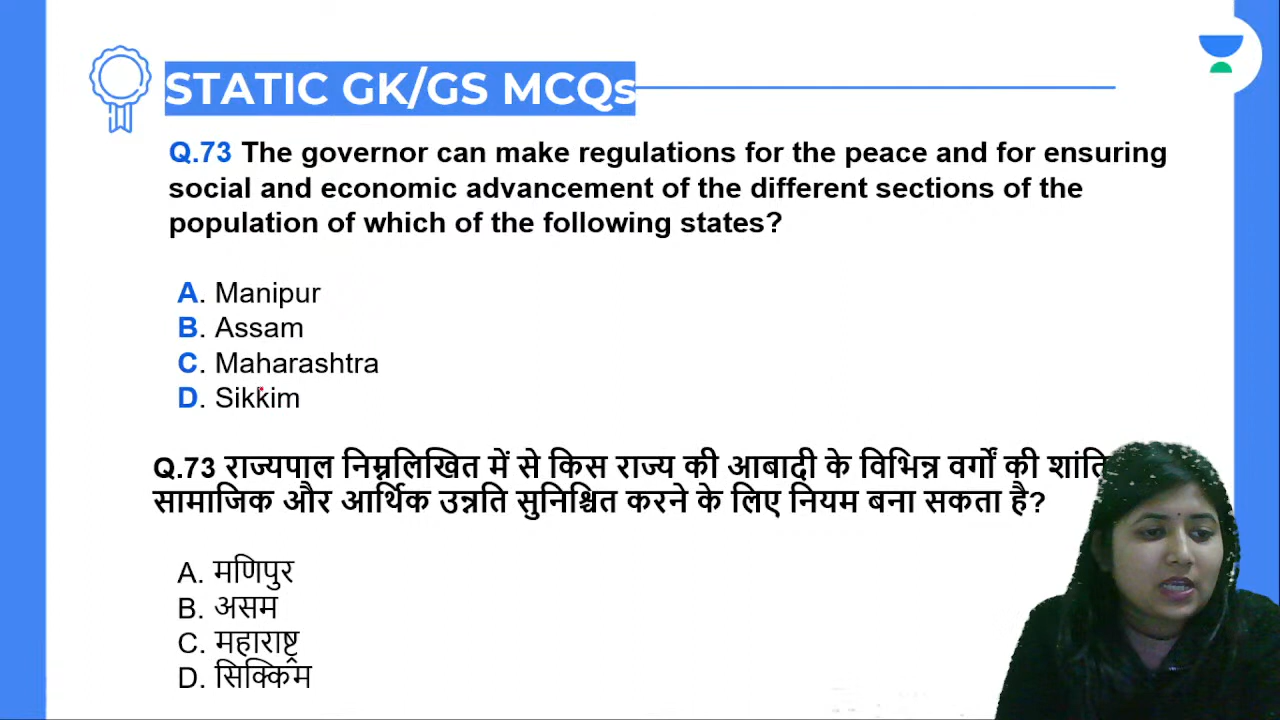 STATIC GK/GS MCQs
Q.73 The governor can make regulations for the peace and for ensuring
social and economic advancement of the different sections of the
population of which of the following states?
A. Manipur
B. Assam
C. Maharashtra
D. Sikkim
Q.73 राज्यपाल निम्नलिखित में से किस राज्य की आबादी के विभिन्न वर्गों की शांति
सामाजिक और आर्थिक उन्नति सुनिश्चित करने के लिए नियम बना सकता है?
A. मणिपुर
B. असम
C. महाराष्ट्र
D. सिक्किम